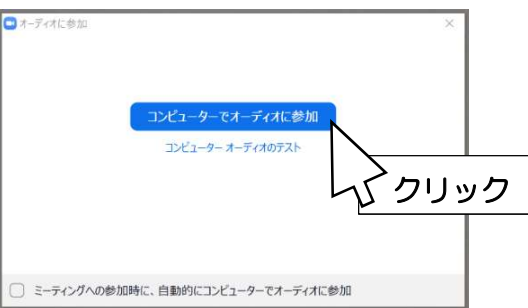 オーディオに参加
コンピューターでオーディオに参加
コンピューター オーディオのテスト
クリック
ミーティングへの参加時に、自動的にコンピューターでオーディオに参加